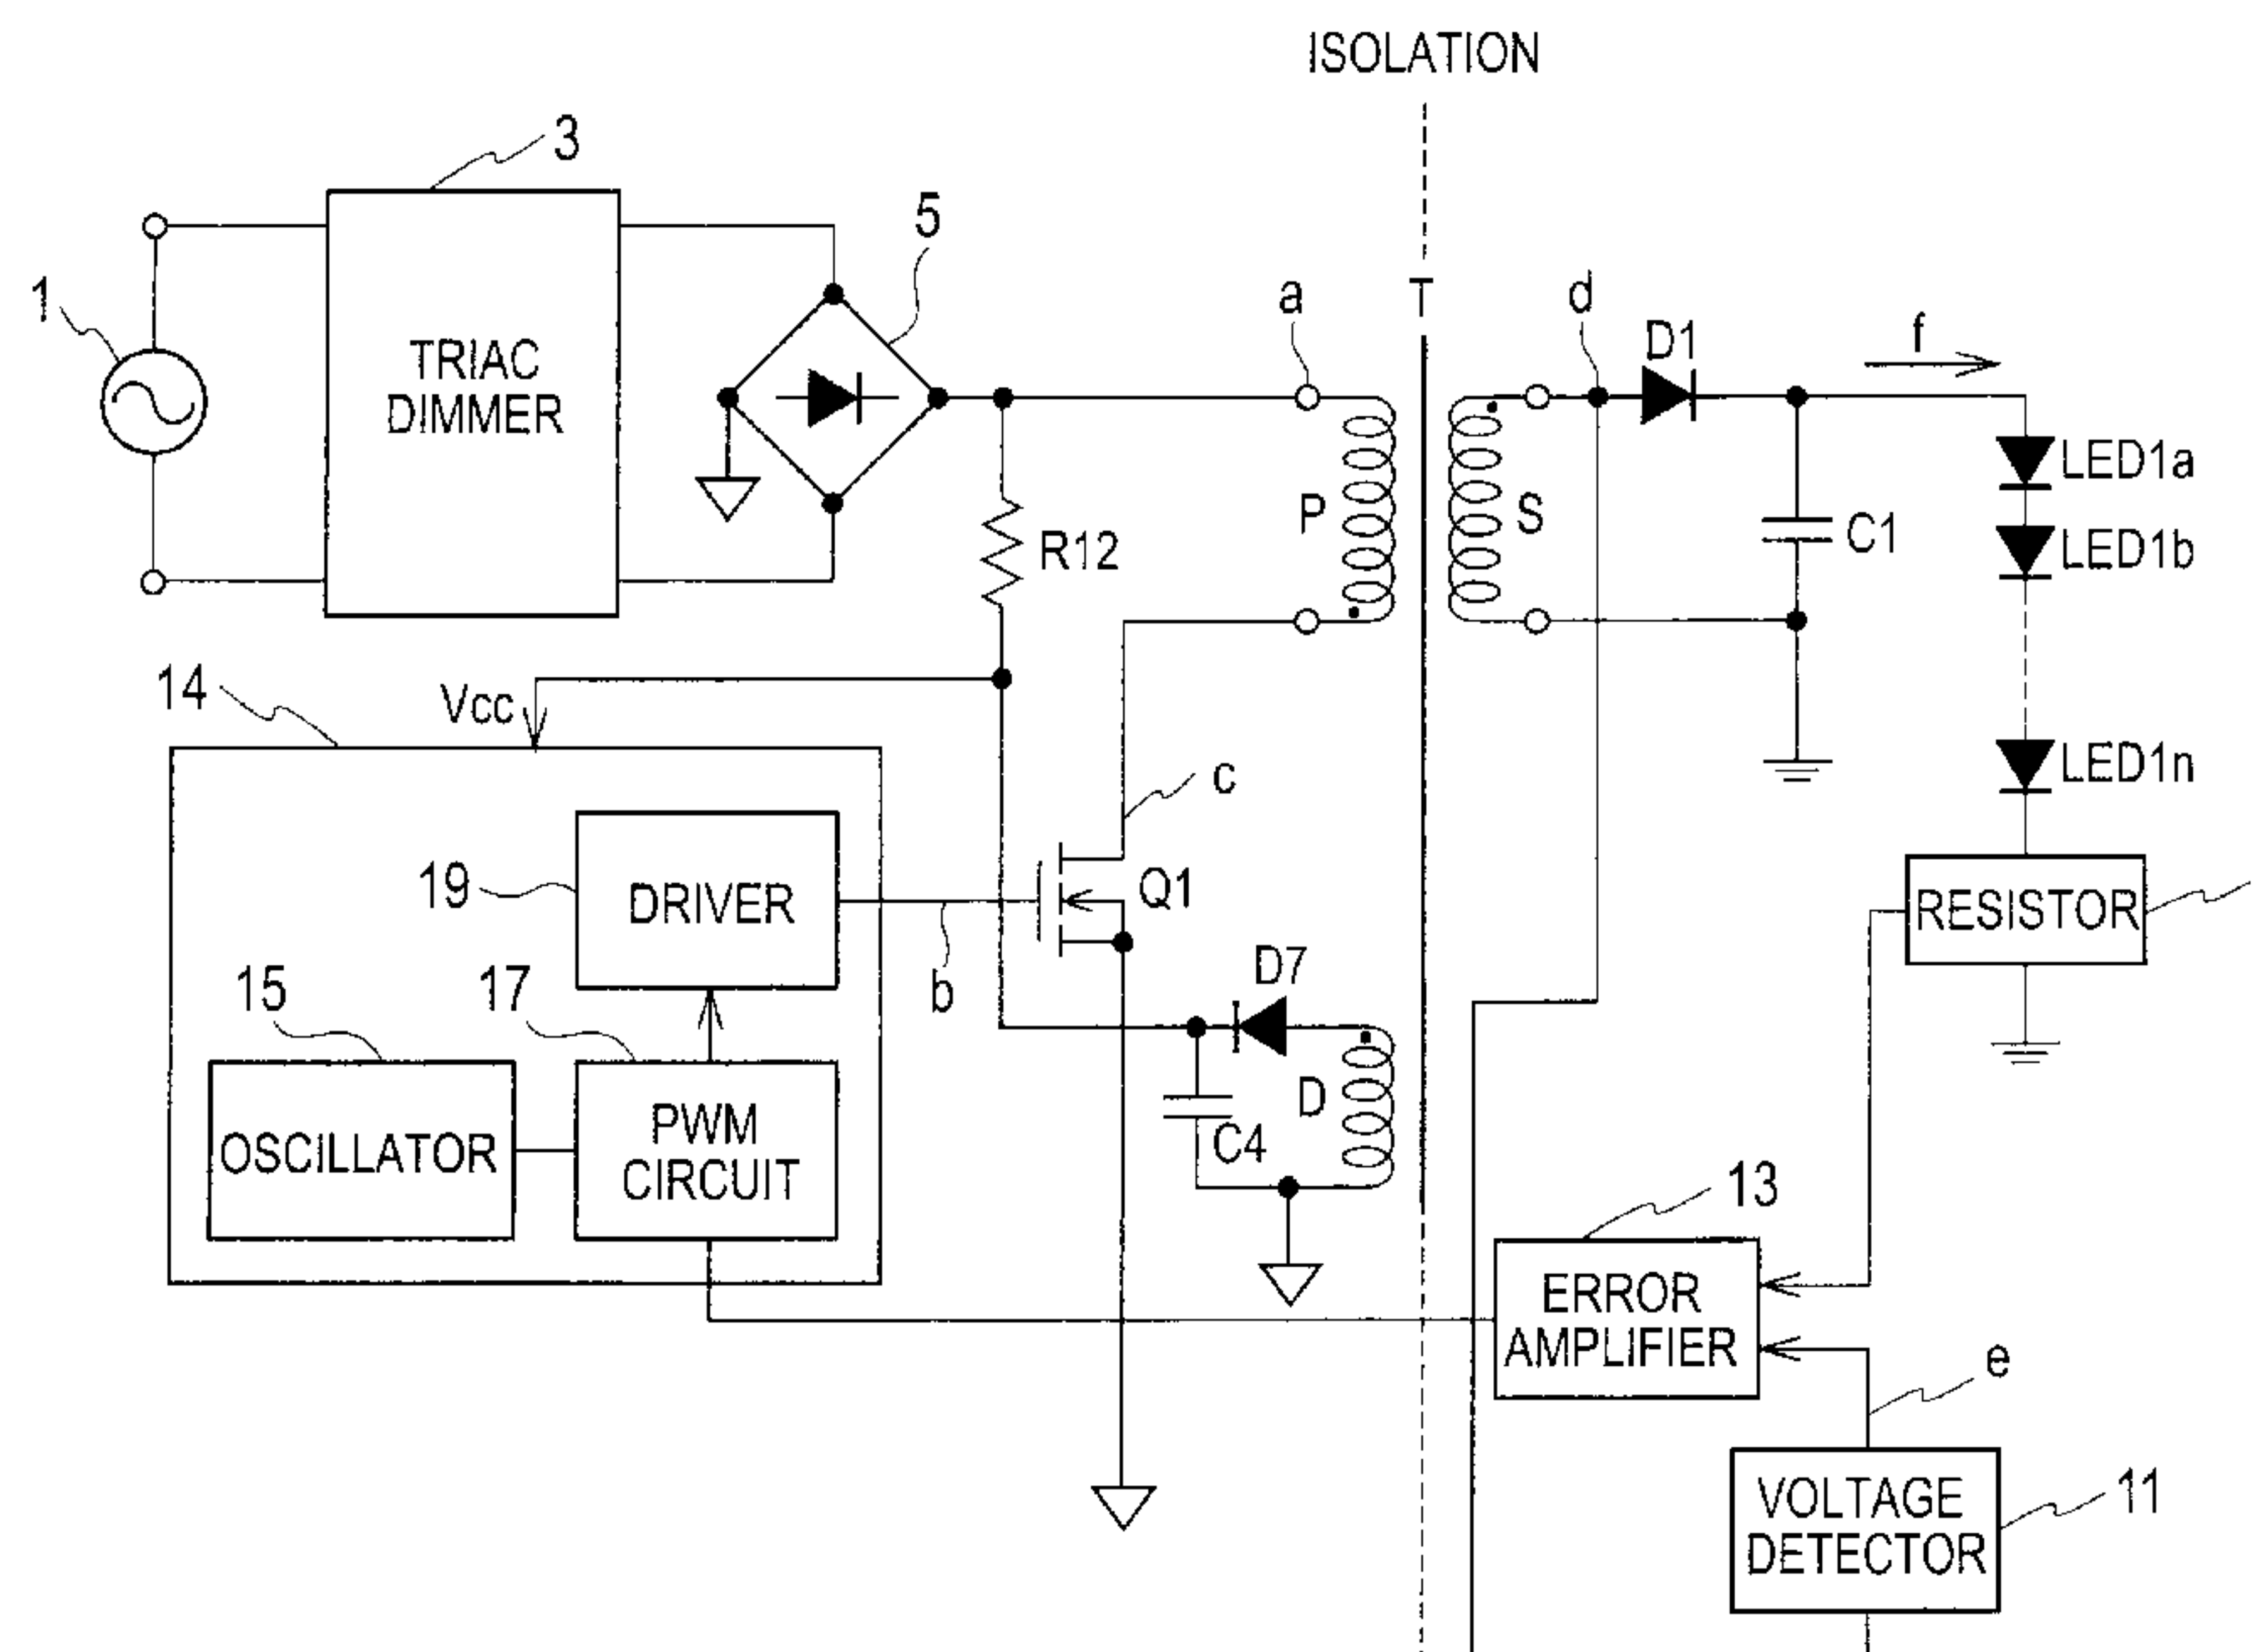 ISOLATION
3
5
1
a
T
d
D1
f
TRIAC
DIMMER
LED1a
P
S
R12
C1
LED1b
14
Vcc
LED1n
c
19
DRIVER
Q1
RESISTOR
15
17
b
D7
OSCILLATOR
PWM
CIRCUIT
D
C4
13
ERROR
AMPLIFIER
e
VOLTAGE
DETECTOR
11